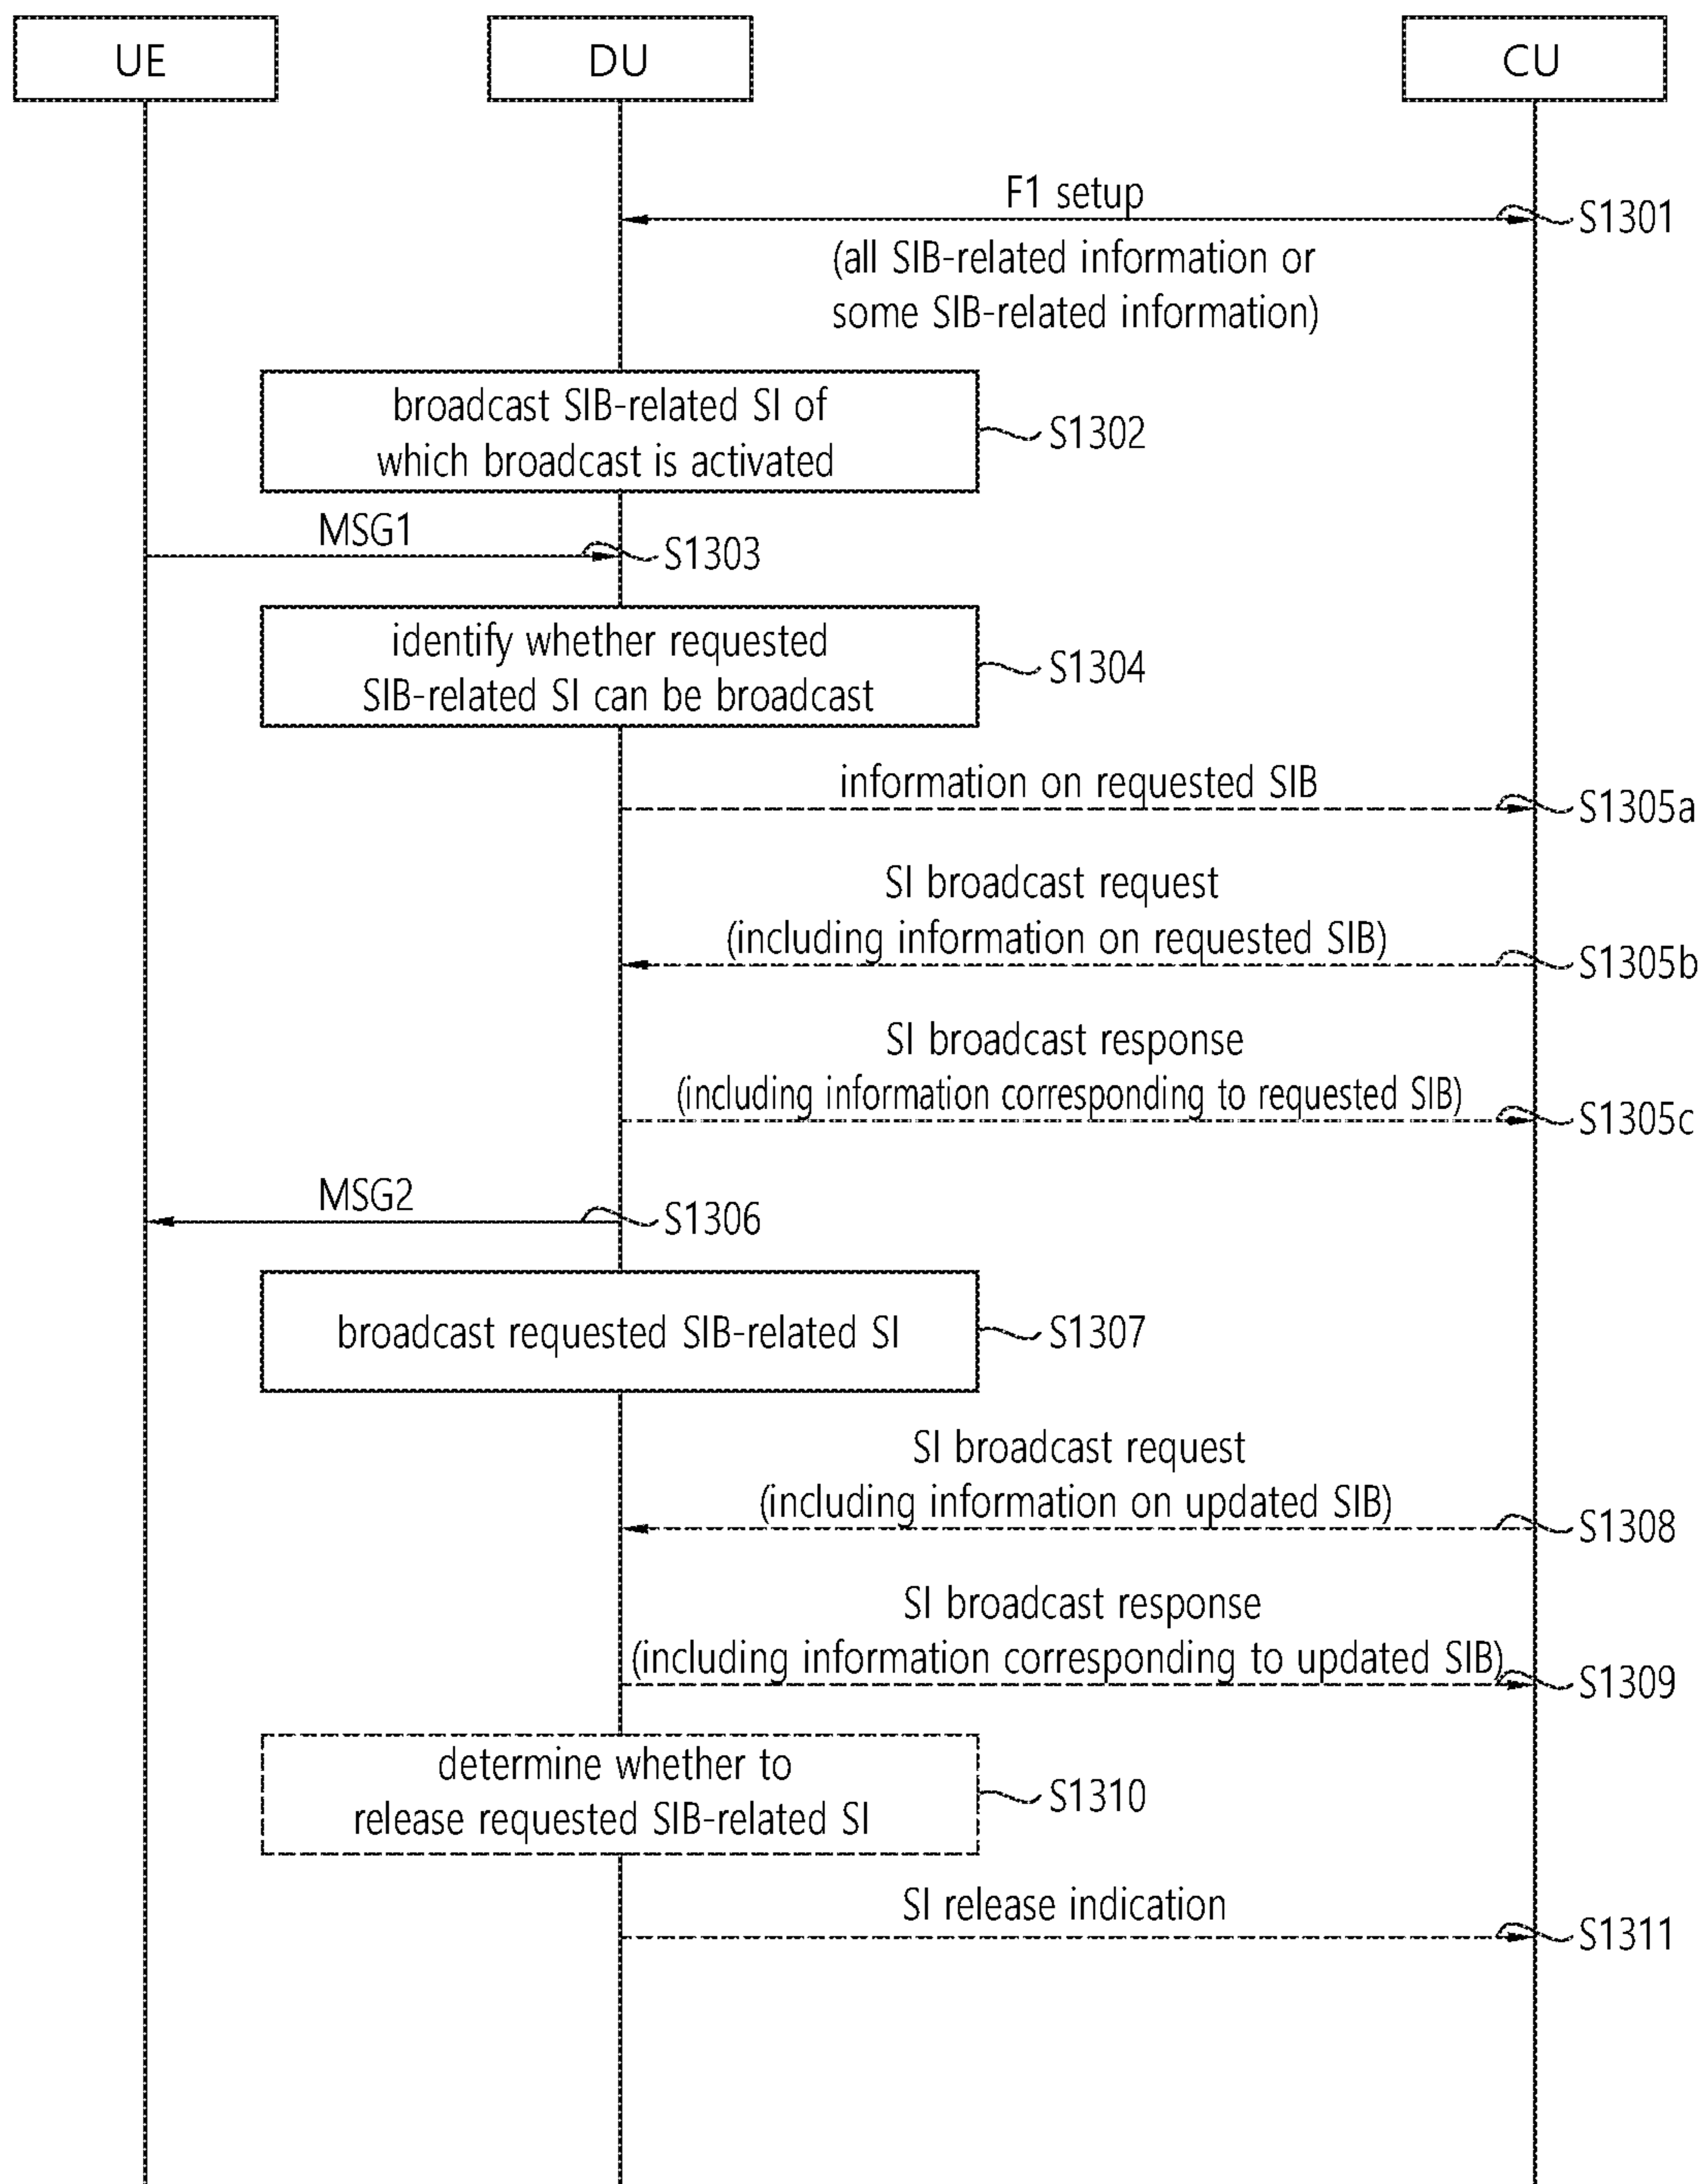 UE
DU
CU
F1 setup
S1301
(all SIB-related information or
some SIB-related information)
broadcast SIB-related SI of
which broadcast is activated
S1302
MSG1
S1303
identify whether requested
SIB-related SI can be broadcast
S1304
information on requested SIB
S1305a
SI broadcast request
(including information on requested SIB)
S1305b
SI broadcast response
(including information corresponding to requested SIB)
S1305c
MSG2
S1306
broadcast requested SIB-related SI
S1307
SI broadcast request
(including information on updated SIB)
S1308
SI broadcast response
(including information corresponding to updated SIB)
S1309
determine whether to
release requested SIB-related SI
S1310
SI release indication
S1311